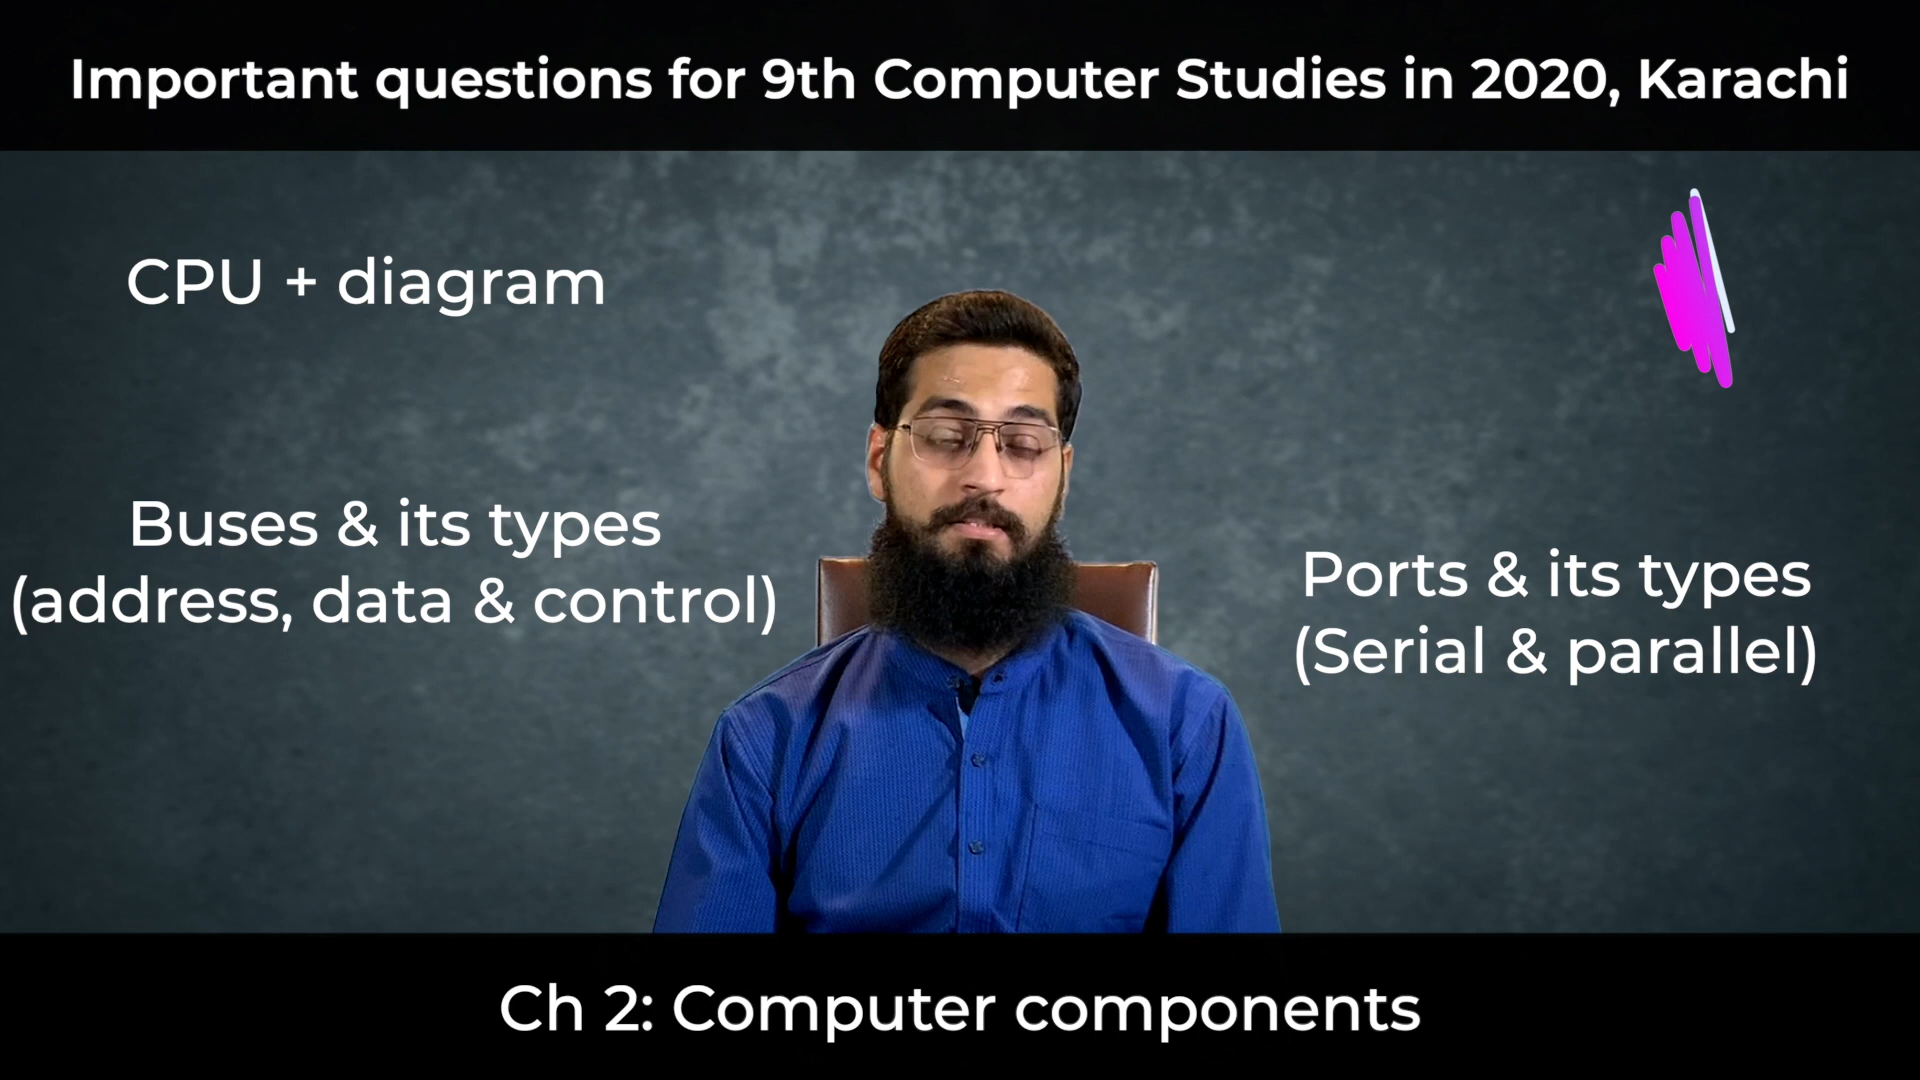 Important questions for 9th Computer Studies in 2020, Karachi
CPU + diagram
Buses & its types
(address, data & control)
Ports & its types
(Serial & parallel)
Ch 2: Computer components